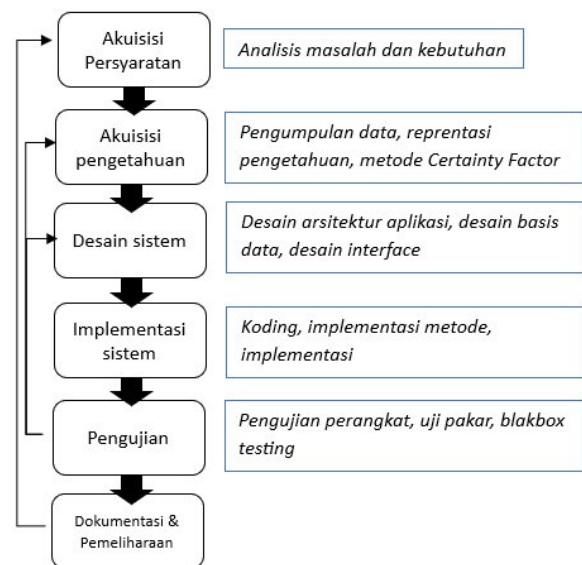 Akuisisi
Persyaratan
Analisis masalah dan kebutuhan
Akuisisi
pengetahuan
Pengumpulan data, reprentasi
pengetahuan, metode Certainty Factor
Desain sistem
Desain arsitektur aplikasi, desain basis
data, desain interface
Implementasi
sistem
Koding, implementasi metode,
implementasi
Pengujian
Pengujian perangkat, uji pakar, blakbox
testing
Dokumentasi &
Pemeliharaan